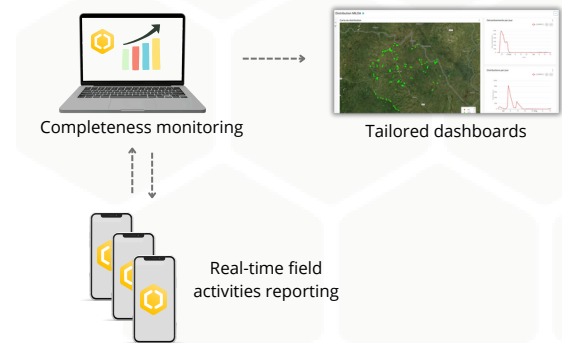 Completeness monitoring
Tailored dashboards
Real-time field
activities reporting